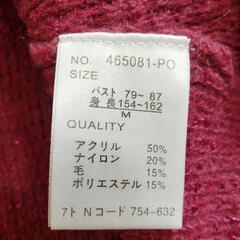 NO. 465081-PO
SIZE
バスト 79~ 87
身 長154~162
M
QUALITY
アクリル 50%
ナイロン 20%
毛 15%
ポリエステル 15%
7ト Nコード 754-632